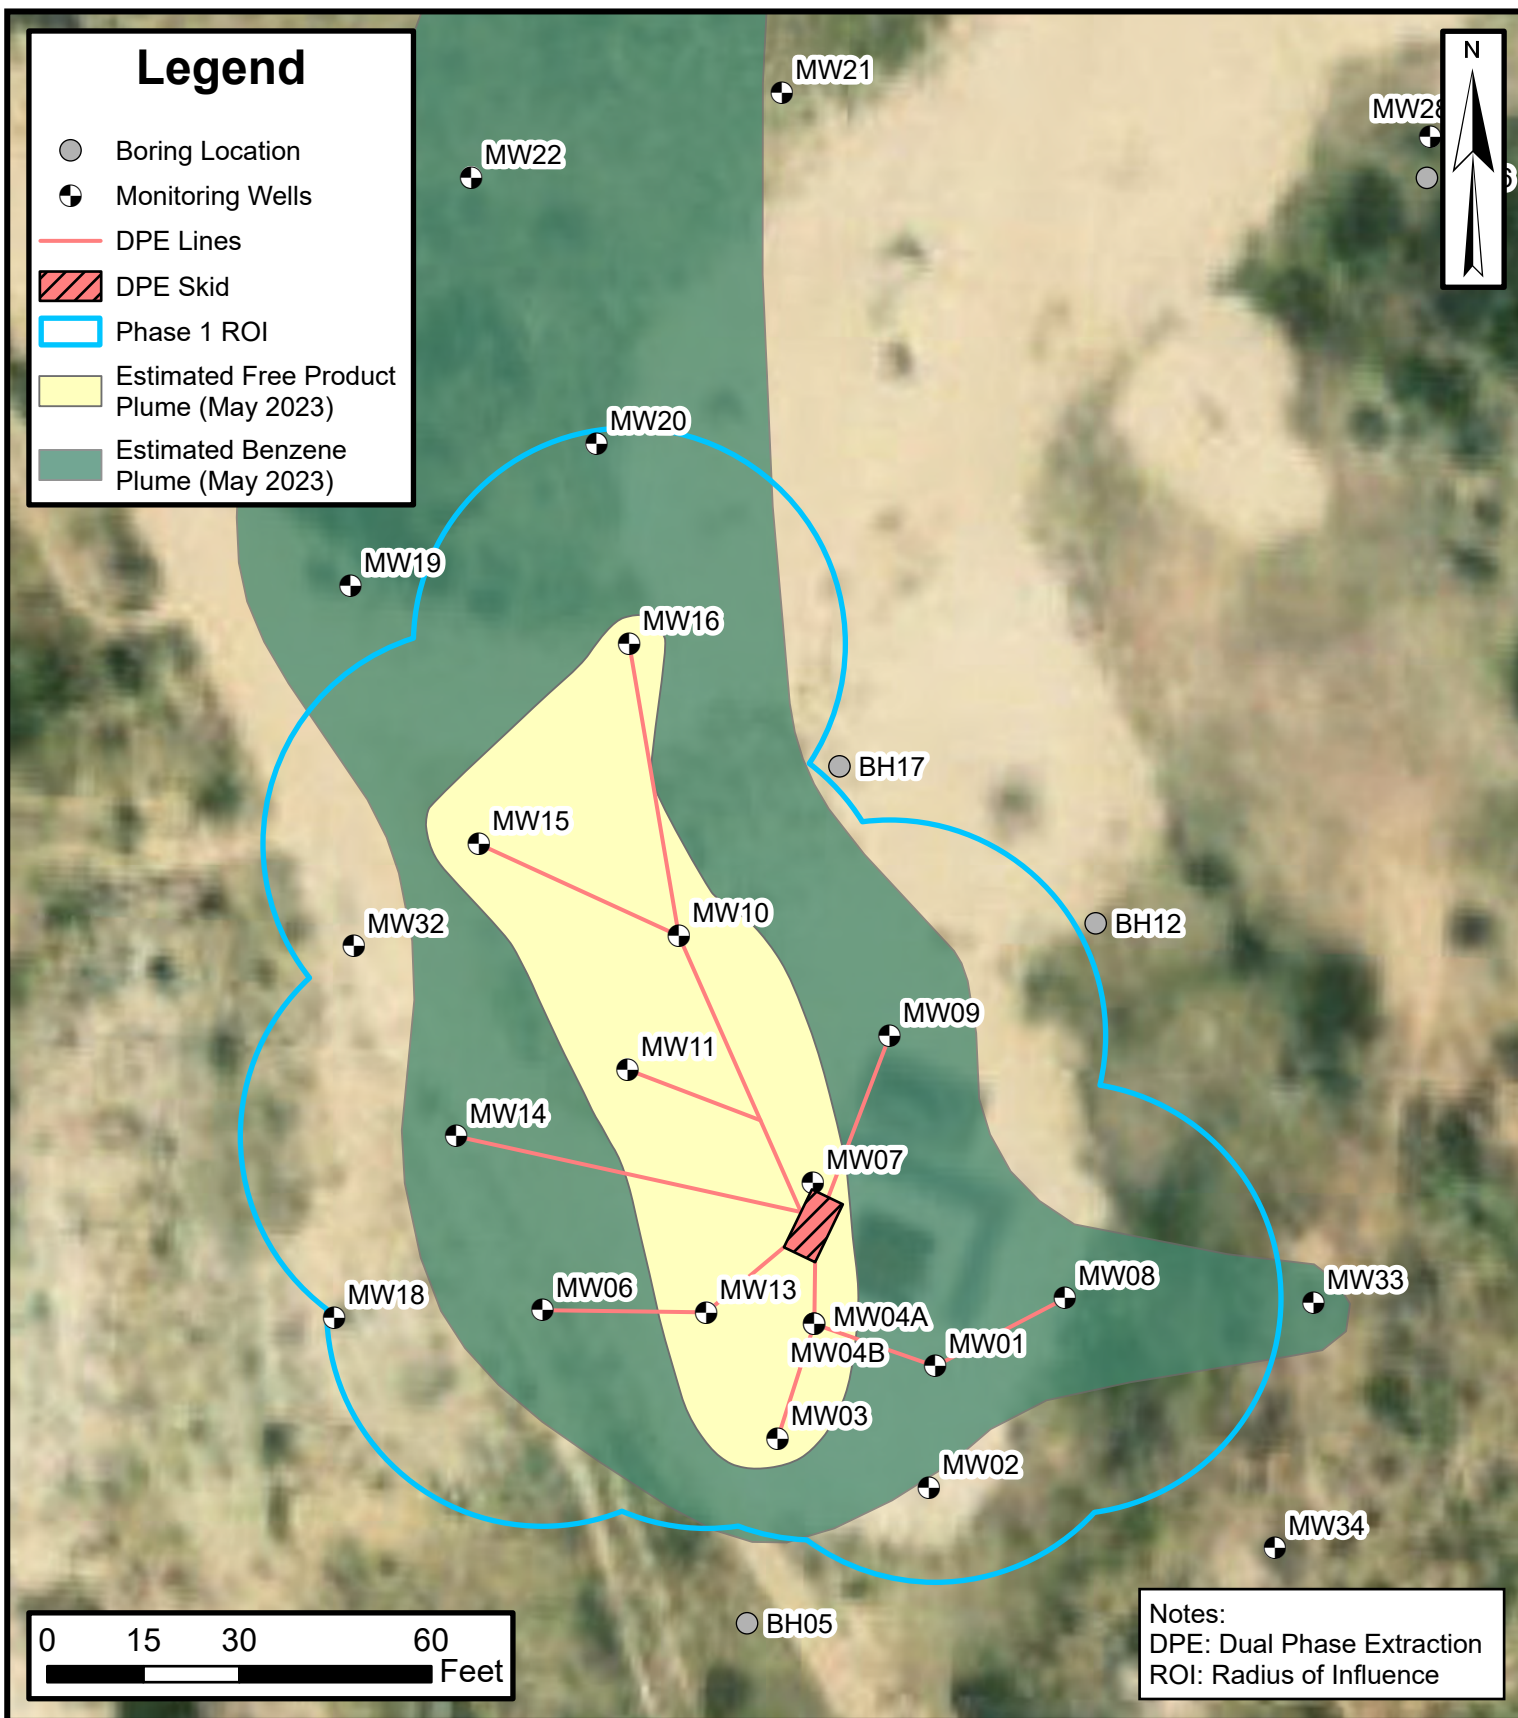 Legend
Boring Location
Monitoring Wells
DPE Lines
DPE Skid
Phase 1 ROI
Estimated Free Product
Plume (May 2023)
Estimated Benzene
Plume (May 2023)
N
MW21
MW22
MW28
6
MW20
MW19
MW16
BH17
MW15
MW10
MW32
BH12
MW09
MW11
MW14
MW07
MW08
MW33
MW06
MW13
MW18
MW04A
MW04B
MW01
MW03
MW02
MW34
BH05
0 15 30 60
Feet
Notes:
DPE: Dual Phase Extraction
ROI: Radius of Influence